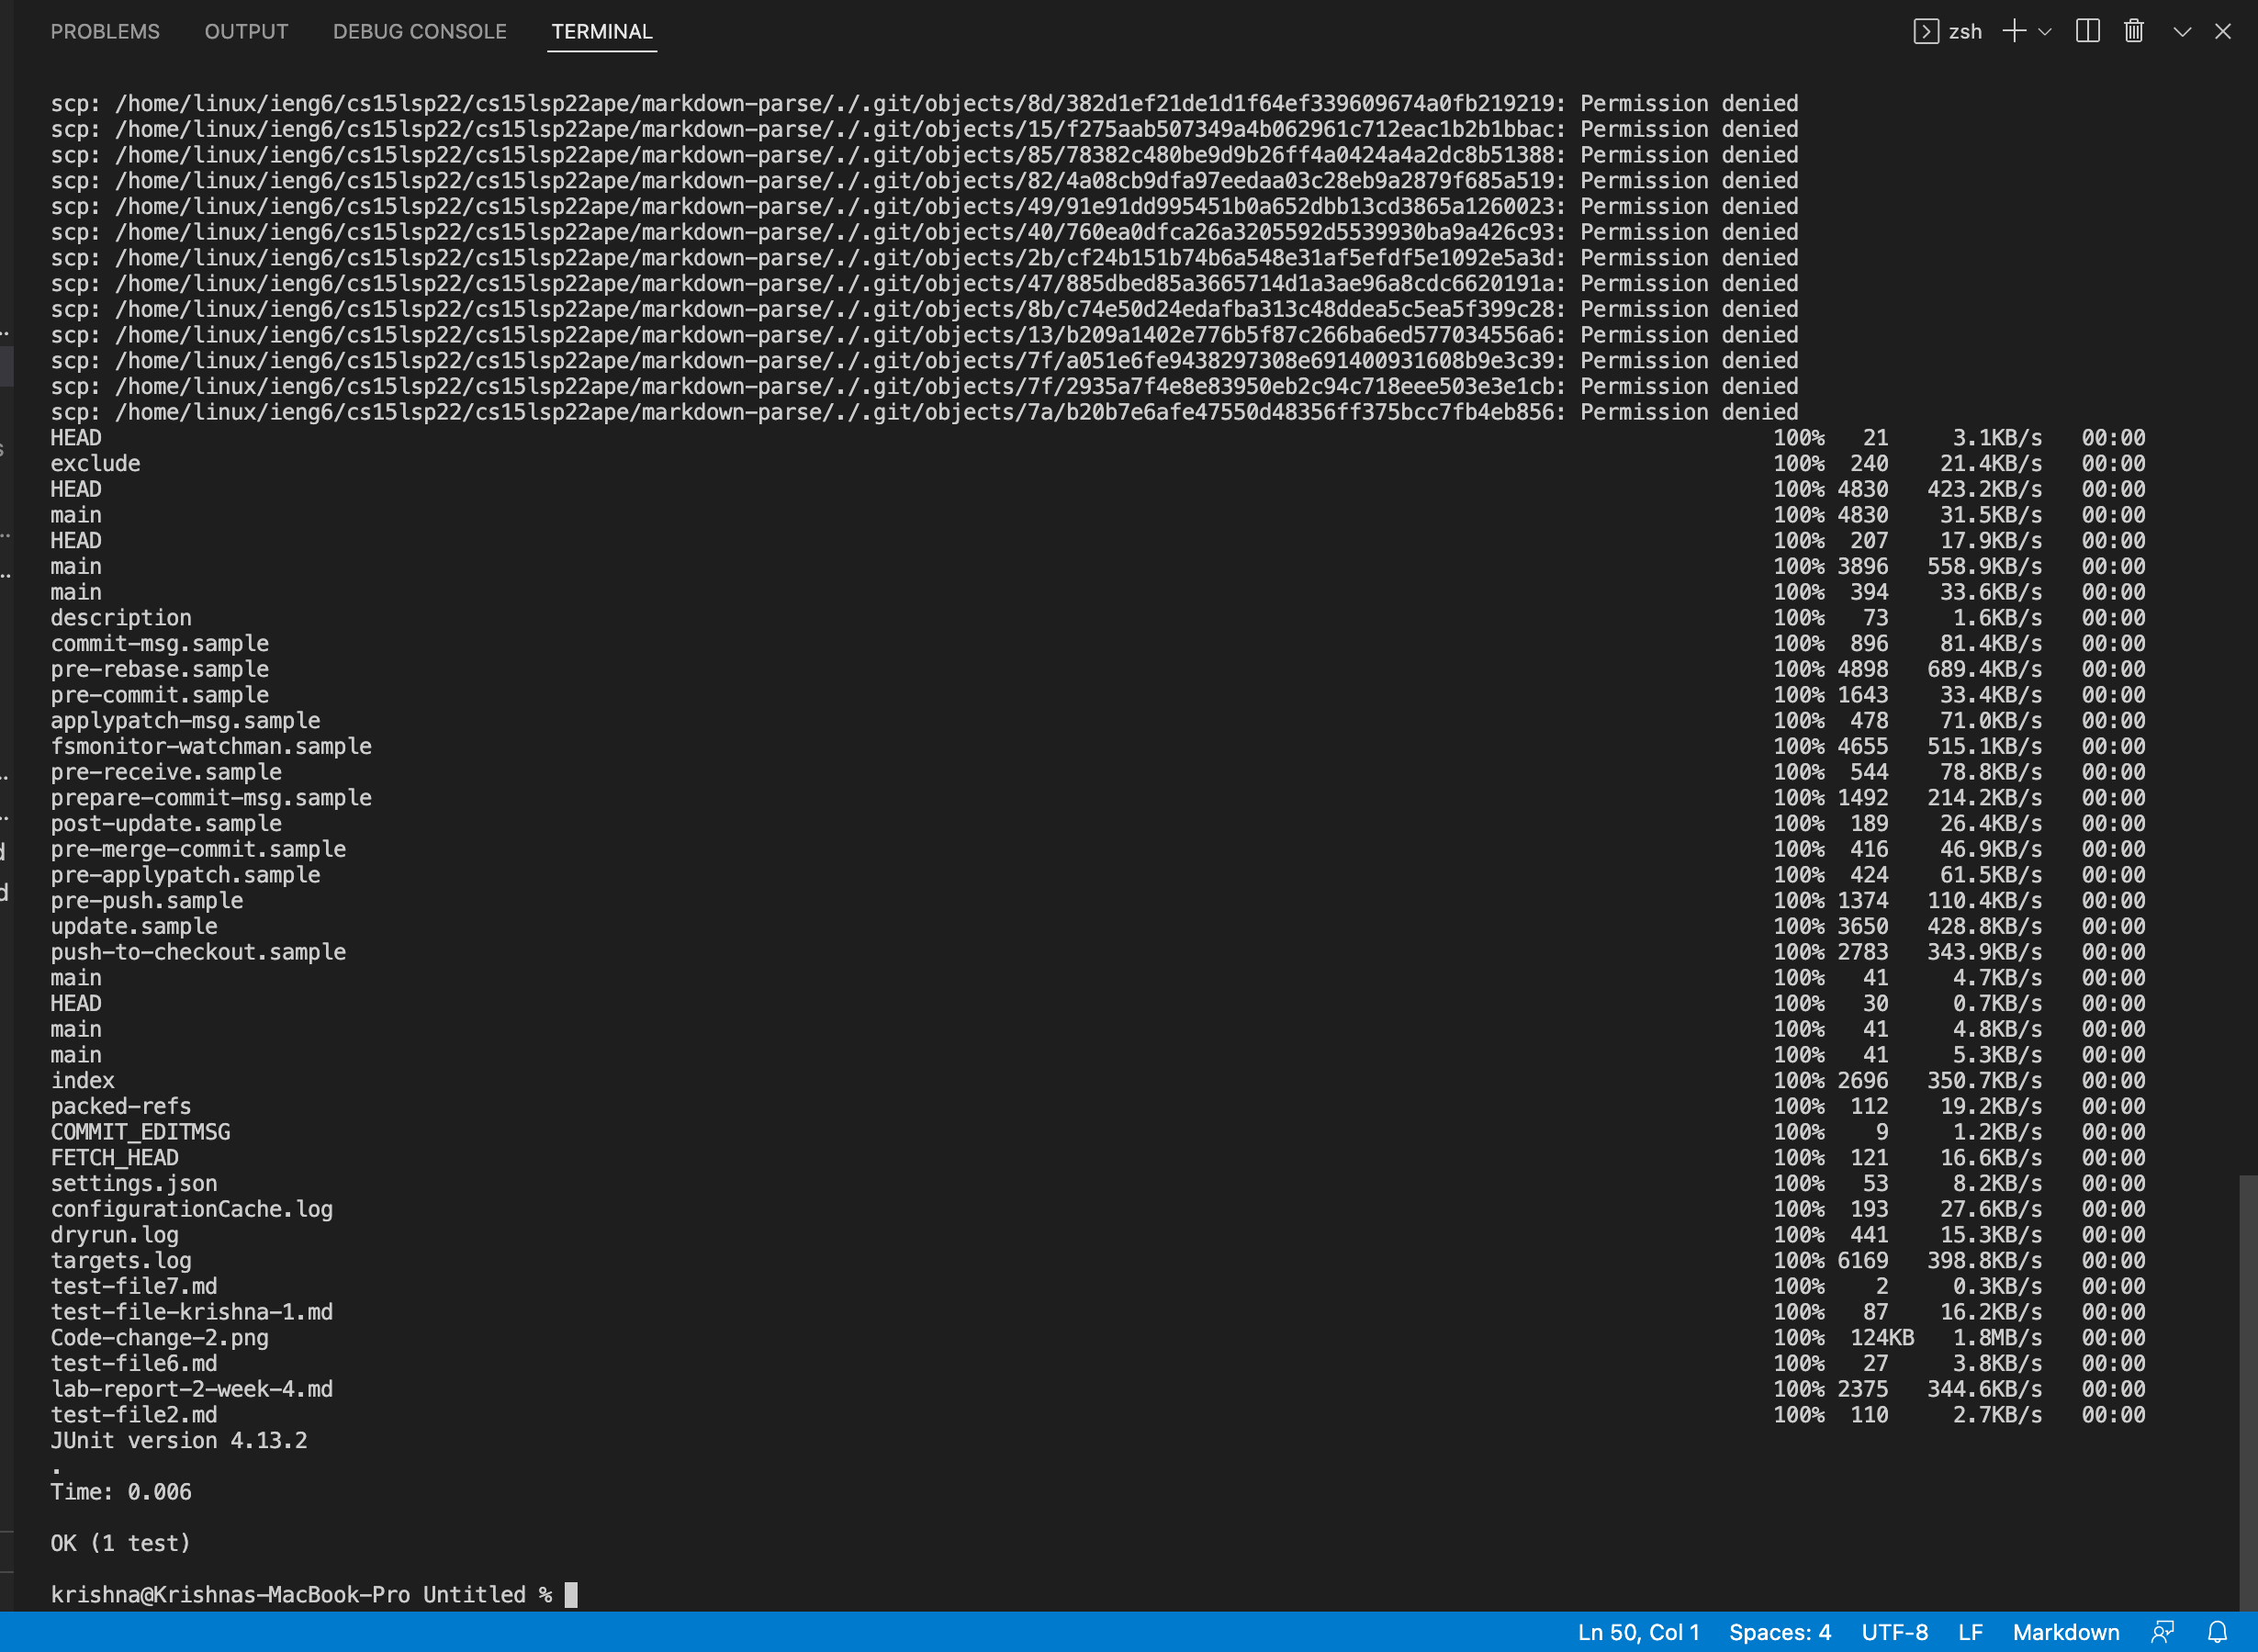 PROBLEMS OUTPUT DEBUG CONSOLE TERMINAL zsh
scp: /home/linux/ieng6/cs15lsp22/cs15lsp22ape/markdown-parse/./.git/objects/8d/382d1ef21de1d1f64ef339609674a0fb219219: Permission denied
scp: /home/linux/ieng6/cs15lsp22/cs15lsp22ape/markdown-parse/./.git/objects/15/f275aab507349a4b062961c712eac1b2b1bbac: Permission denied
scp: /home/linux/ieng6/cs15lsp22/cs15lsp22ape/markdown-parse/./.git/objects/85/78382c480be9d9b26ff4a0424a4a2dc8b51388: Permission denied
scp: /home/linux/ieng6/cs15lsp22/cs15lsp22ape/markdown-parse/./.git/objects/82/4a08cb9dfa97eedaa03c28eb9a2879f685a519: Permission denied
scp: /home/linux/ieng6/cs15lsp22/cs15lsp22ape/markdown-parse/./.git/objects/49/91e91dd995451b0a652dbb13cd3865a1260023: Permission denied
scp: /home/linux/ieng6/cs15lsp22/cs15lsp22ape/markdown-parse/./.git/objects/40/760ea0dfca26a3205592d5539930ba9a426c93: Permission denied
scp: /home/linux/ieng6/cs15lsp22/cs15lsp22ape/markdown-parse/./.git/objects/2b/cf24b151b74b6a548e31af5efdf5e1092e5a3d: Permission denied
scp: /home/linux/ieng6/cs15lsp22/cs15lsp22ape/markdown-parse/./.git/objects/47/885dbed85a3665714d1a3ae96a8cdc6620191a: Permission denied
scp: /home/linux/ieng6/cs15lsp22/cs15lsp22ape/markdown-parse/./.git/objects/8b/c74e50d24edafba313c48ddea5c5ea5f399c28: Permission denied
scp: /home/linux/ieng6/cs15lsp22/cs15lsp22ape/markdown-parse/./.git/objects/13/b209a1402e776b5f87c266ba6ed577034556a6: Permission denied
scp: /home/linux/ieng6/cs15lsp22/cs15lsp22ape/markdown-parse/./.git/objects/7f/a051e6fe9438297308e691400931608b9e3c39: Permission denied
scp: /home/linux/ieng6/cs15lsp22/cs15lsp22ape/markdown-parse/./.git/objects/7f/2935a7f4e8e83950eb2c94c718eee503e3e1cb: Permission denied
scp: /home/linux/ieng6/cs15lsp22/cs15lsp22ape/markdown-parse/./.git/objects/7a/b20b7e6afe47550d48356ff375bcc7fb4eb856: Permission denied
HEAD 100% 21 3.1KB/s 00:00
exclude 100% 240 21.4KB/s 00:00
HEAD 100% 4830 423.2KB/s 00:00
main 100% 4830 31.5KB/s 00:00
HEAD 100% 207 17.9KB/s 00:00
main 100% 3896 558.9KB/s 00:00
main 100% 394 33.6KB/s 00:00
description 100% 73 1.6KB/s 00:00
commit-msg.sample 100% 896 81.4KB/s 00:00
pre-rebase.sample 100% 4898 689.4KB/s 00:00
pre-commit.sample 100% 1643 33.4KB/s 00:00
applypatch-msg.sample 100% 478 71.0KB/s 00:00
fsmonitor-watchman.sample 100% 4655 515.1KB/s 00:00
pre-receive.sample 100% 544 78.8KB/s 00:00
prepare-commit-msg.sample 100% 1492 214.2KB/s 00:00
post-update.sample 100% 189 26.4KB/s 00:00
pre-merge-commit.sample 100% 416 46.9KB/s 00:00
pre-applypatch.sample 100% 424 61.5KB/s 00:00
pre-push.sample 100% 1374 110.4KB/s 00:00
update.sample 100% 3650 428.8KB/s 00:00
push-to-checkout.sample 100% 2783 343.9KB/s 00:00
main 100% 41 4.7KB/s 00:00
HEAD 100% 30 0.7KB/s 00:00
main 100% 41 4.8KB/s 00:00
main 100% 41 5.3KB/s 00:00
index 100% 2696 350.7KB/s 00:00
packed-refs 100% 112 19.2KB/s 00:00
COMMIT_EDITMSG 100% 9 1.2KB/s 00:00
FETCH_HEAD 100% 121 16.6KB/s 00:00
settings.json 100% 53 8.2KB/s 00:00
configurationCache.log 100% 193 27.6KB/s 00:00
dryrun.log 100% 441 15.3KB/s 00:00
targets.log 100% 6169 398.8KB/s 00:00
test-file7.md 100% 2 0.3KB/s 00:00
test-file-krishna-1.md 100% 87 16.2KB/s 00:00
Code-change-2.png 100% 124KB 1.8MB/s 00:00
test-file6.md 100% 27 3.8KB/s 00:00
lab-report-2-week-4.md 100% 2375 344.6KB/s 00:00
test-file2.md 100% 110 2.7KB/s 00:00
JUnit version 4.13.2
.
Time: 0.006
OK (1 test)
krishna@Krishnas-MacBook-Pro Untitled %
Ln 50, Col 1 Spaces: 4 UTF-8 LF Markdown